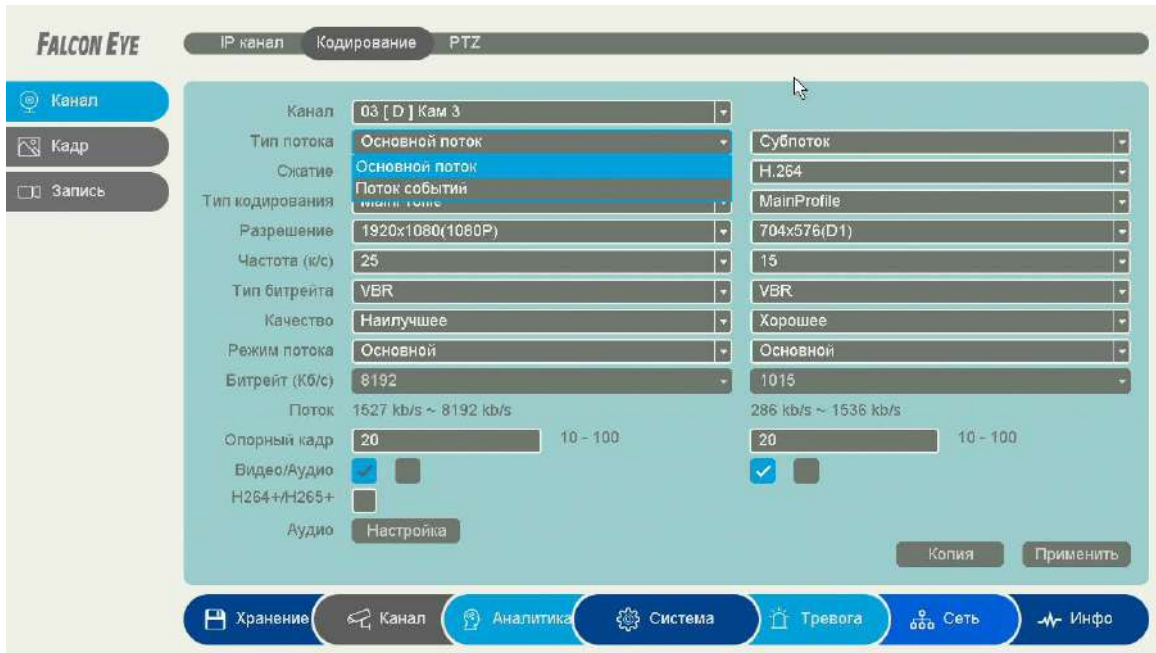 FALCON EYE
IP канал Кодирование PTZ
Канал
Кадр
Запись
Канал 03 [ D ] Кам 3
Тип потока Основной поток Субпоток
Основной поток
Поток событий
Сжатие H.264
Тип кодирования MainProfile
Разрешение 1920x1080(1080P) 704x576(D1)
Частота (к/с) 25 15
Тип битрейта VBR VBR
Качество Наилучшее Хорошее
Режим потока Основной Основной
Битрейт (Кб/с) 8192 1015
Поток 1527 kb/s ~ 8192 kb/s 286 kb/s ~ 1536 kb/s
Опорный кадр 20 10 - 100 20 10 - 100
Видео/Аудио
H264+/H265+
Аудио Настройка
Копия Применить
Хранение Канал Аналитика Система Тревога Сеть Инфо